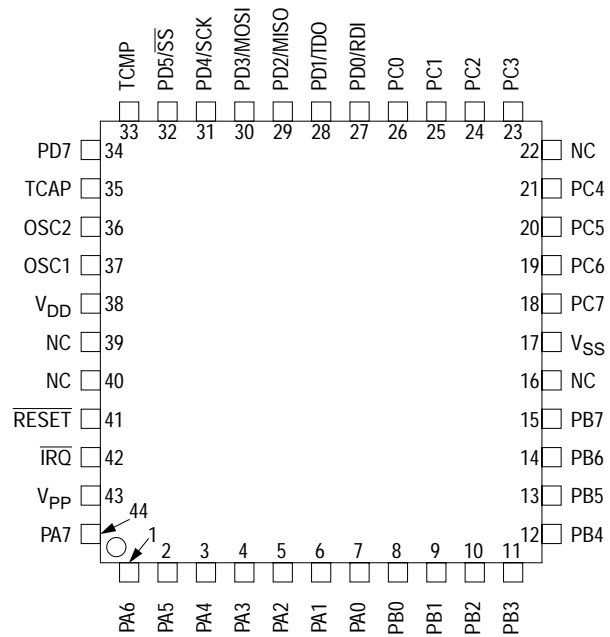 TCMP
PD5/S̅S̅
PD4/SCK
PD3/MOSI
PD2/MISO
PD1/TDO
PD0/RDI
PC0
PC1
PC2
PC3
33 32 31 30 29 28 27 26 25 24 23
PD7 34
TCAP 35
OSC2 36
OSC1 37
VDD 38
NC 39
NC 40
R̅E̅S̅E̅T̅ 41
I̅R̅Q̅ 42
VPP 43
PA7 44
22 NC
21 PC4
20 PC5
19 PC6
18 PC7
17 VSS
16 NC
15 PB7
14 PB6
13 PB5
12 PB4
1 2 3 4 5 6 7 8 9 10 11
PA6
PA5
PA4
PA3
PA2
PA1
PA0
PB0
PB1
PB2
PB3